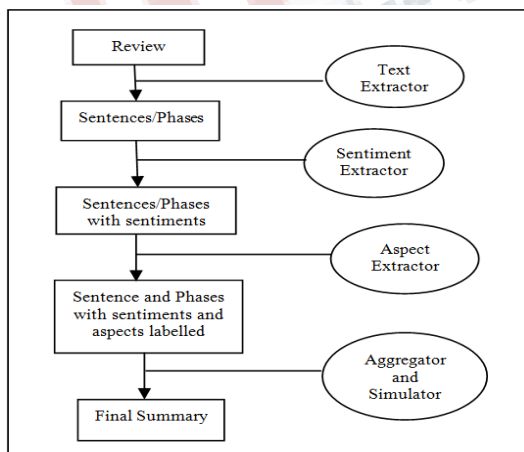 Review
Text
Extractor
Sentences/Phases
Sentiment
Extractor
Sentences/Phases
with sentiments
Aspect
Extractor
Sentence and Phases
with sentiments and
aspects labelled
Aggregator
and
Simulator
Final Summary